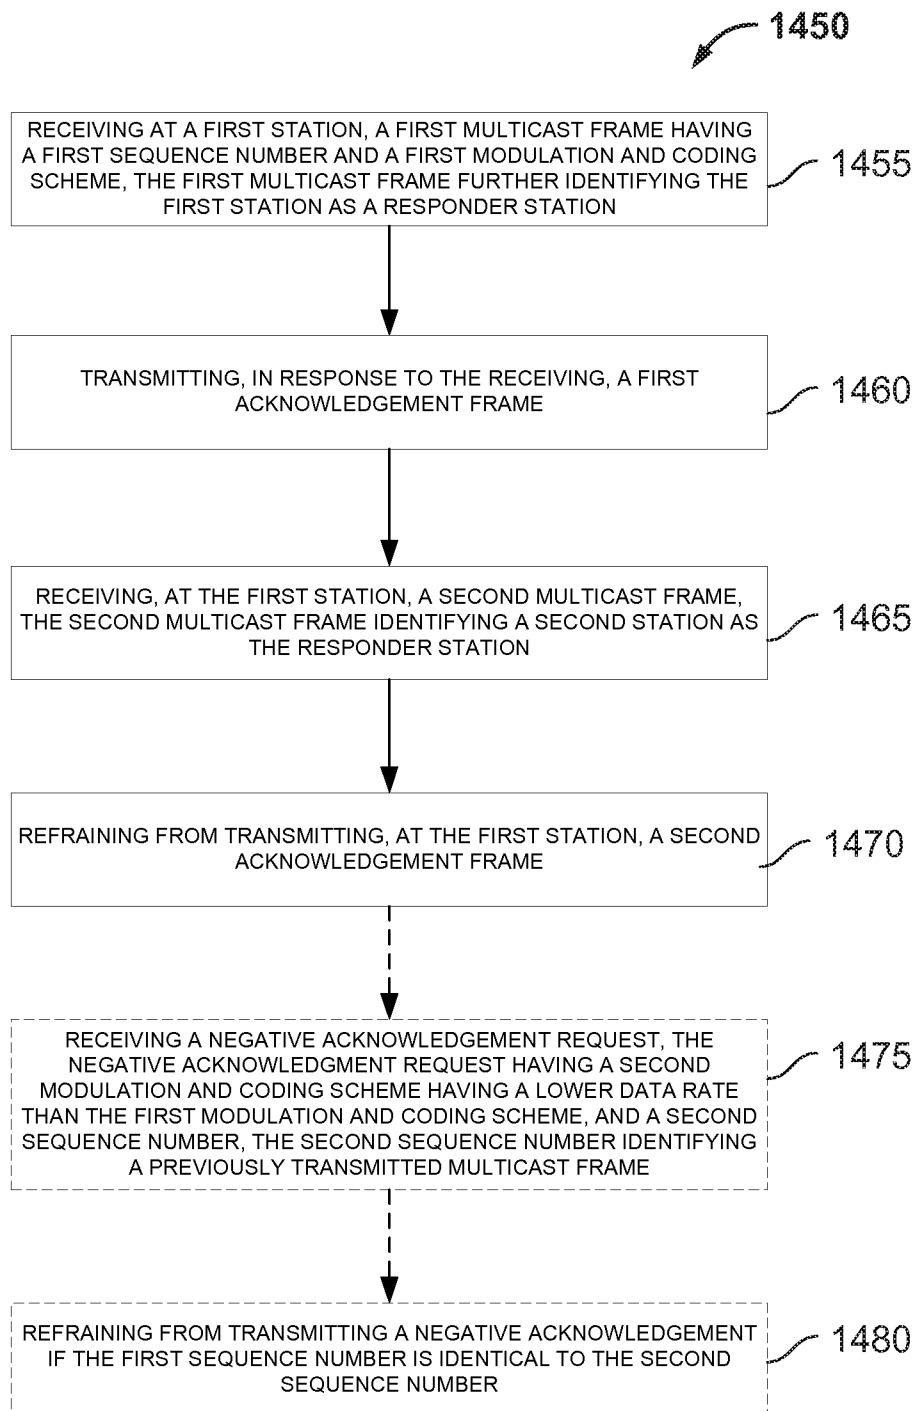 1450
RECEIVING AT A FIRST STATION, A FIRST MULTICAST FRAME HAVING
A FIRST SEQUENCE NUMBER AND A FIRST MODULATION AND CODING
SCHEME, THE FIRST MULTICAST FRAME FURTHER IDENTIFYING THE
FIRST STATION AS A RESPONDER STATION
1455
TRANSMITTING, IN RESPONSE TO THE RECEIVING, A FIRST
ACKNOWLEDGEMENT FRAME
1460
RECEIVING, AT THE FIRST STATION, A SECOND MULTICAST FRAME,
THE SECOND MULTICAST FRAME IDENTIFYING A SECOND STATION AS
THE RESPONDER STATION
1465
REFRAINING FROM TRANSMITTING, AT THE FIRST STATION, A SECOND
ACKNOWLEDGEMENT FRAME
1470
RECEIVING A NEGATIVE ACKNOWLEDGEMENT REQUEST, THE
NEGATIVE ACKNOWLEDGMENT REQUEST HAVING A SECOND
MODULATION AND CODING SCHEME HAVING A LOWER DATA RATE
THAN THE FIRST MODULATION AND CODING SCHEME, AND A SECOND
SEQUENCE NUMBER, THE SECOND SEQUENCE NUMBER IDENTIFYING
A PREVIOUSLY TRANSMITTED MULTICAST FRAME
1475
REFRAINING FROM TRANSMITTING A NEGATIVE ACKNOWLEDGEMENT
IF THE FIRST SEQUENCE NUMBER IS IDENTICAL TO THE SECOND
SEQUENCE NUMBER
1480